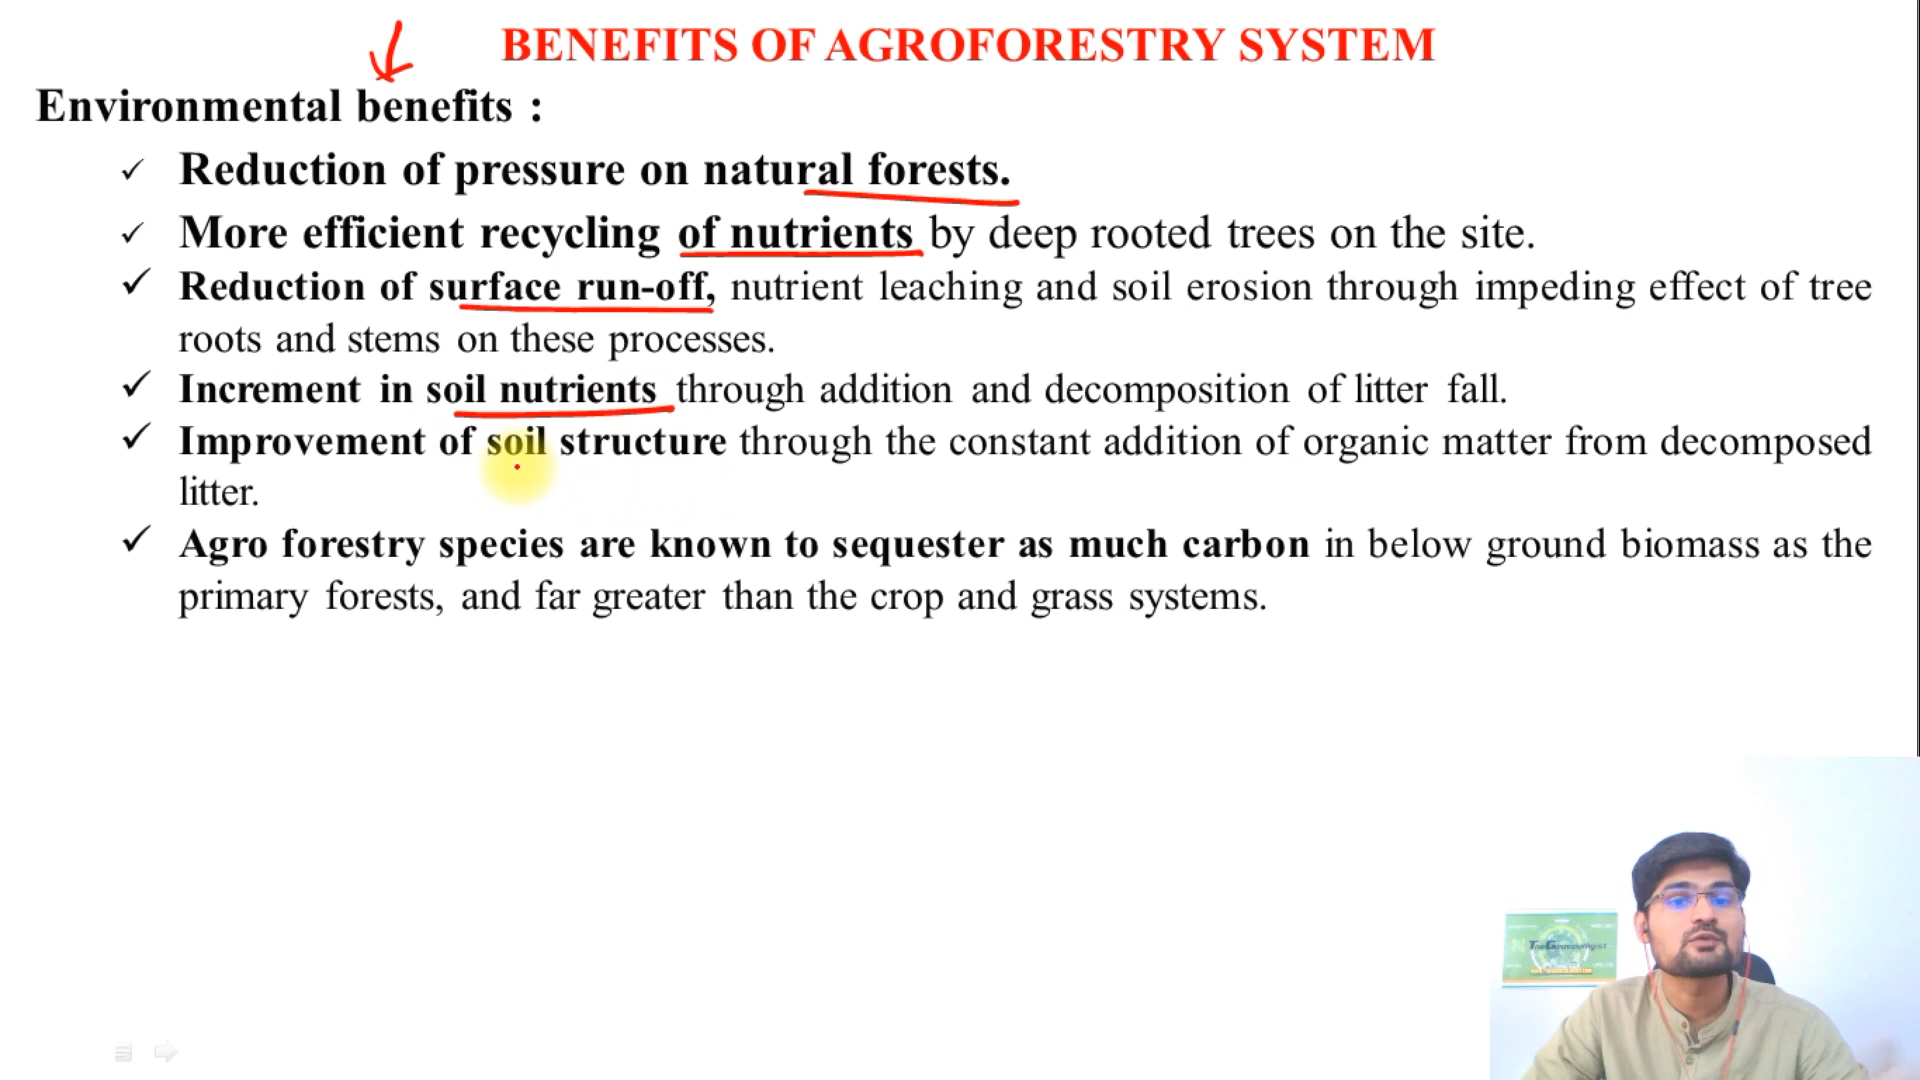 BENEFITS OF AGROFORESTRY SYSTEM
Environmental benefits :
✓ Reduction of pressure on natural forests.
✓ More efficient recycling of nutrients by deep rooted trees on the site.
✓ Reduction of surface run-off, nutrient leaching and soil erosion through impeding effect of tree
roots and stems on these processes.
✓ Increment in soil nutrients through addition and decomposition of litter fall.
✓ Improvement of soil structure through the constant addition of organic matter from decomposed
litter.
✓ Agro forestry species are known to sequester as much carbon in below ground biomass as the
primary forests, and far greater than the crop and grass systems.